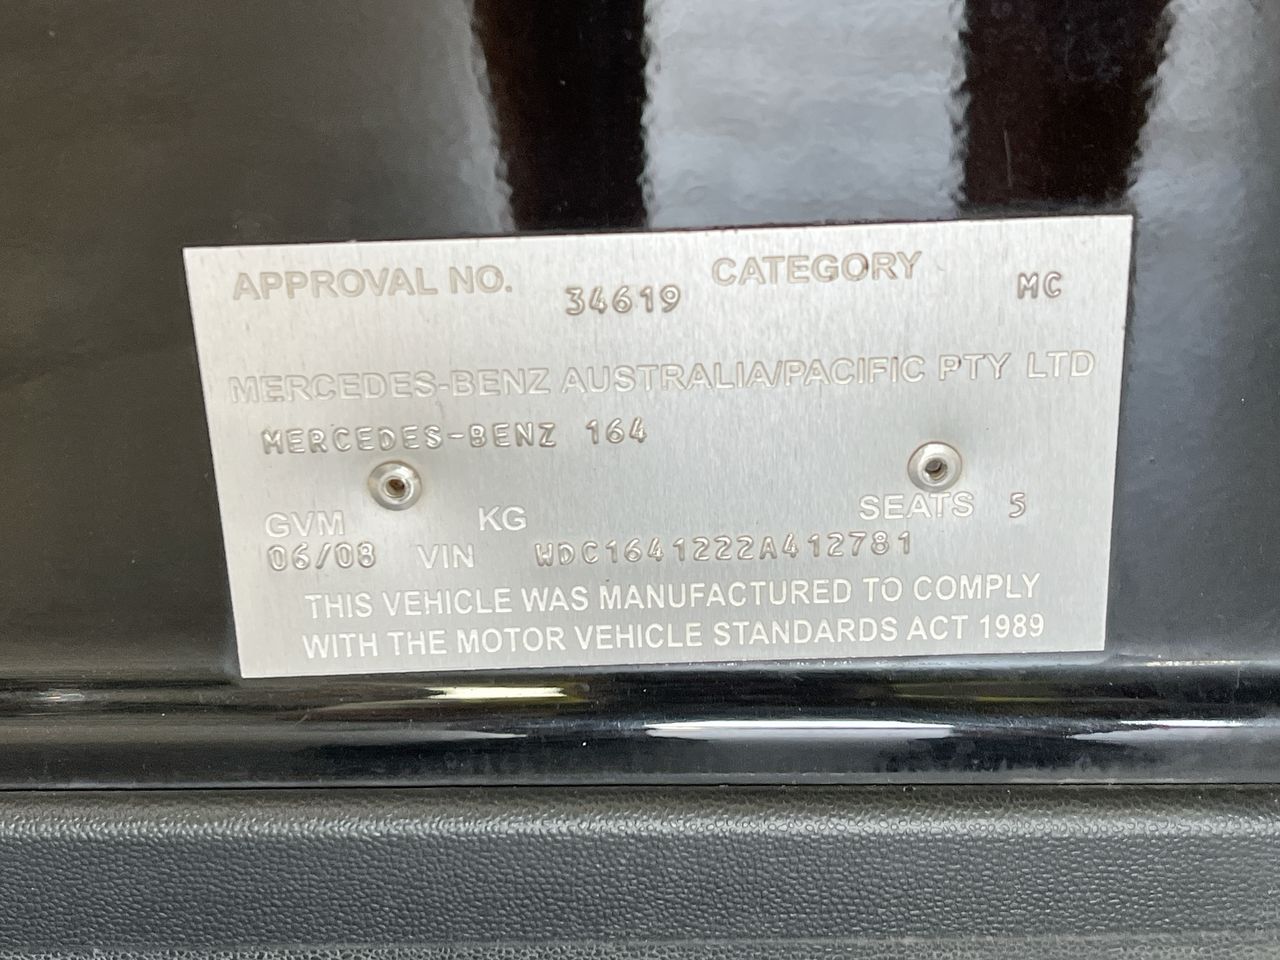 APPROVAL NO. 34619 CATEGORY MC
MERCEDES-BENZ AUSTRALIA/PACIFIC PTY LTD
MERCEDES-BENZ 164
GVM KG SEATS 5
06/08 VIN WDC1641222A412781
THIS VEHICLE WAS MANUFACTURED TO COMPLY
WITH THE MOTOR VEHICLE STANDARDS ACT 1989